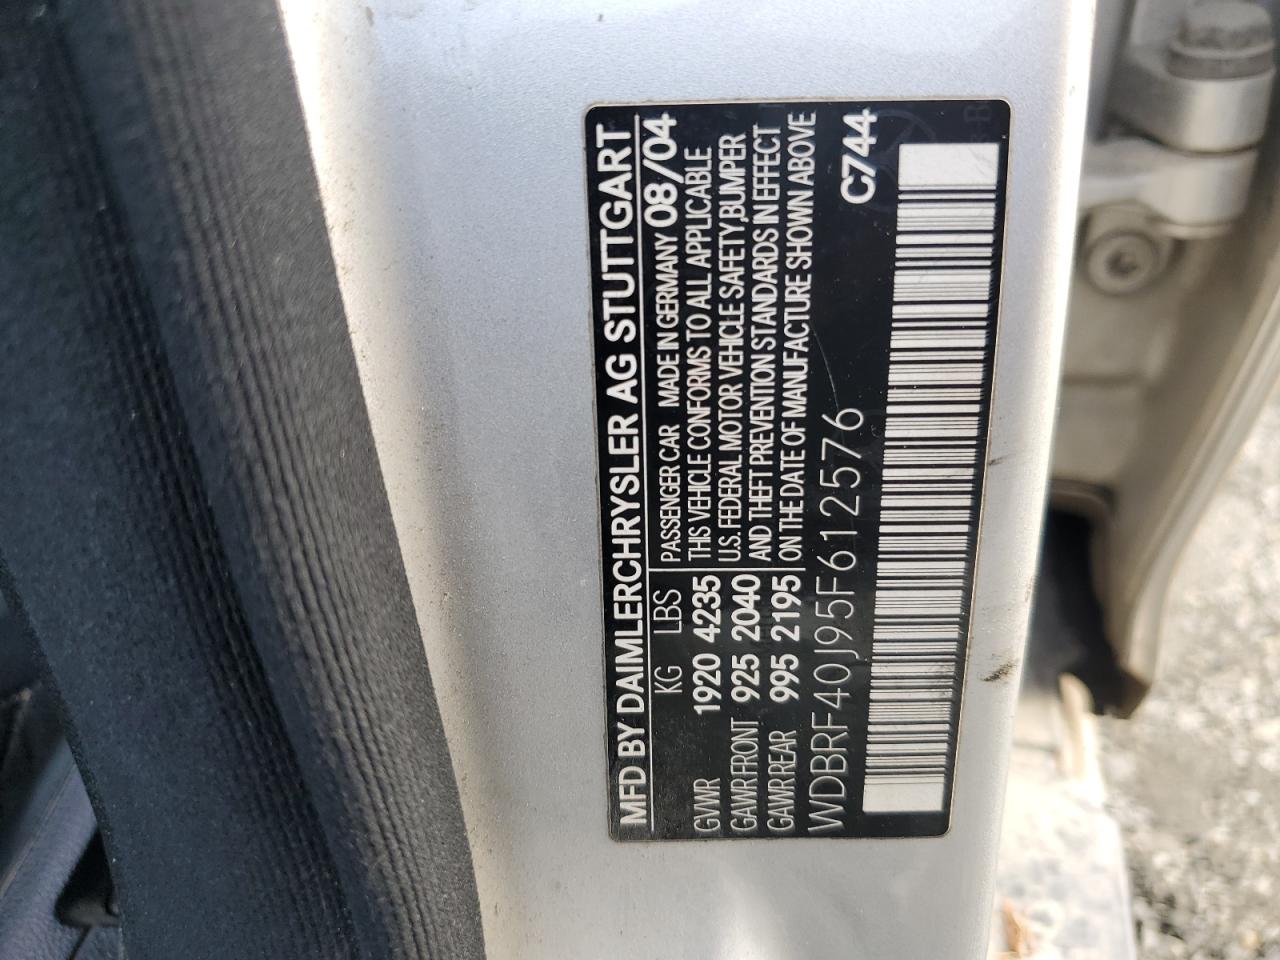 MFD BY DAIMLERCHRYSLER AG STUTTGART
KG LBS
GVWR 1920 4235
GAWR FRONT 925 2040
GAWR REAR 995 2195
PASSENGER CAR MADE IN GERMANY 08/04
THIS VEHICLE CONFORMS TO ALL APPLICABLE
U.S. FEDERAL MOTOR VEHICLE SAFETY,BUMPER
AND THEFT PREVENTION STANDARDS IN EFFECT
ON THE DATE OF MANUFACTURE SHOWN ABOVE
WDBRF40J95F612576
C744